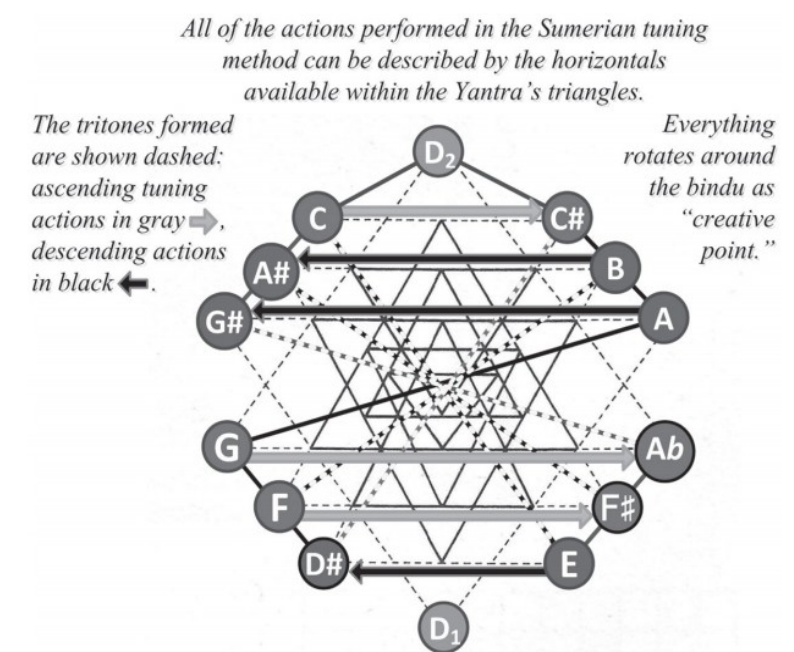 All of the actions performed in the Sumerian tuning
method can be described by the horizontals
available within the Yantra's triangles.
The tritones formed
are shown dashed:
ascending tuning
actions in gray ,
descending actions
in black .
Everything
rotates around
the bindu as
“creative
point.”
D₂
C C#
A# B
G# A
G Ab
F F#
D# E
D₁